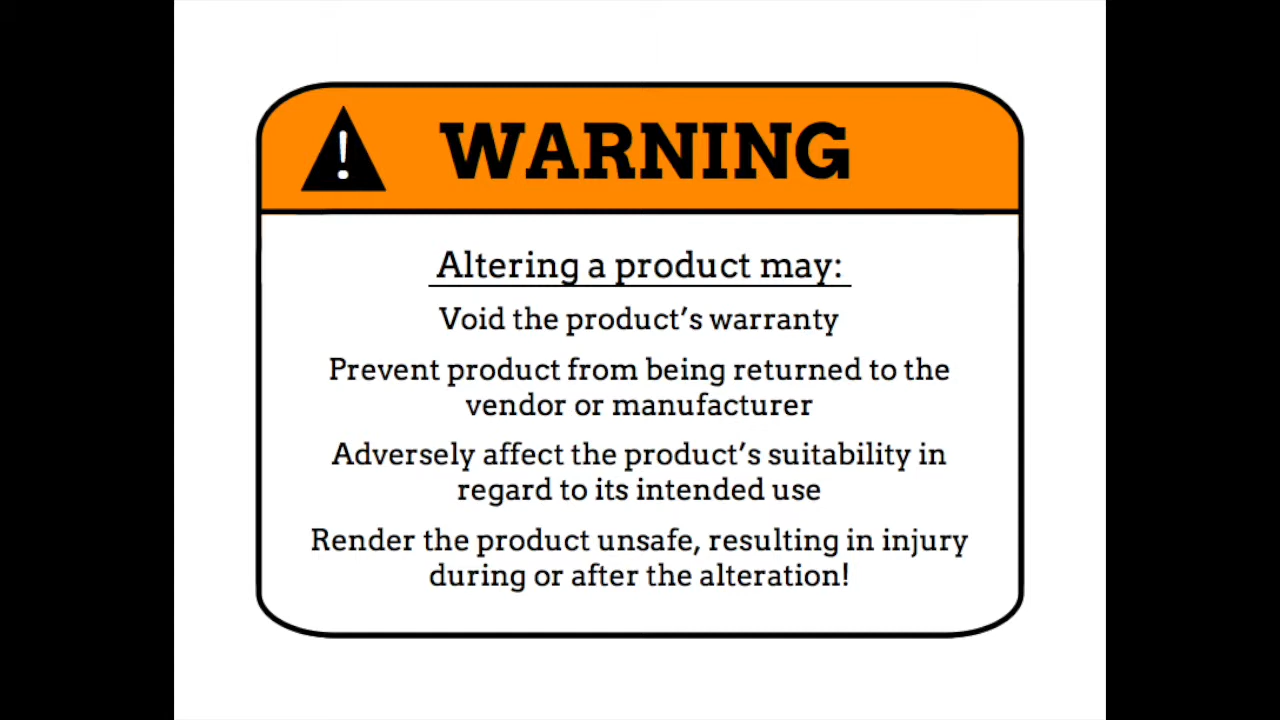 ! WARNING
Altering a product may:
Void the product’s warranty
Prevent product from being returned to the
vendor or manufacturer
Adversely affect the product’s suitability in
regard to its intended use
Render the product unsafe, resulting in injury
during or after the alteration!